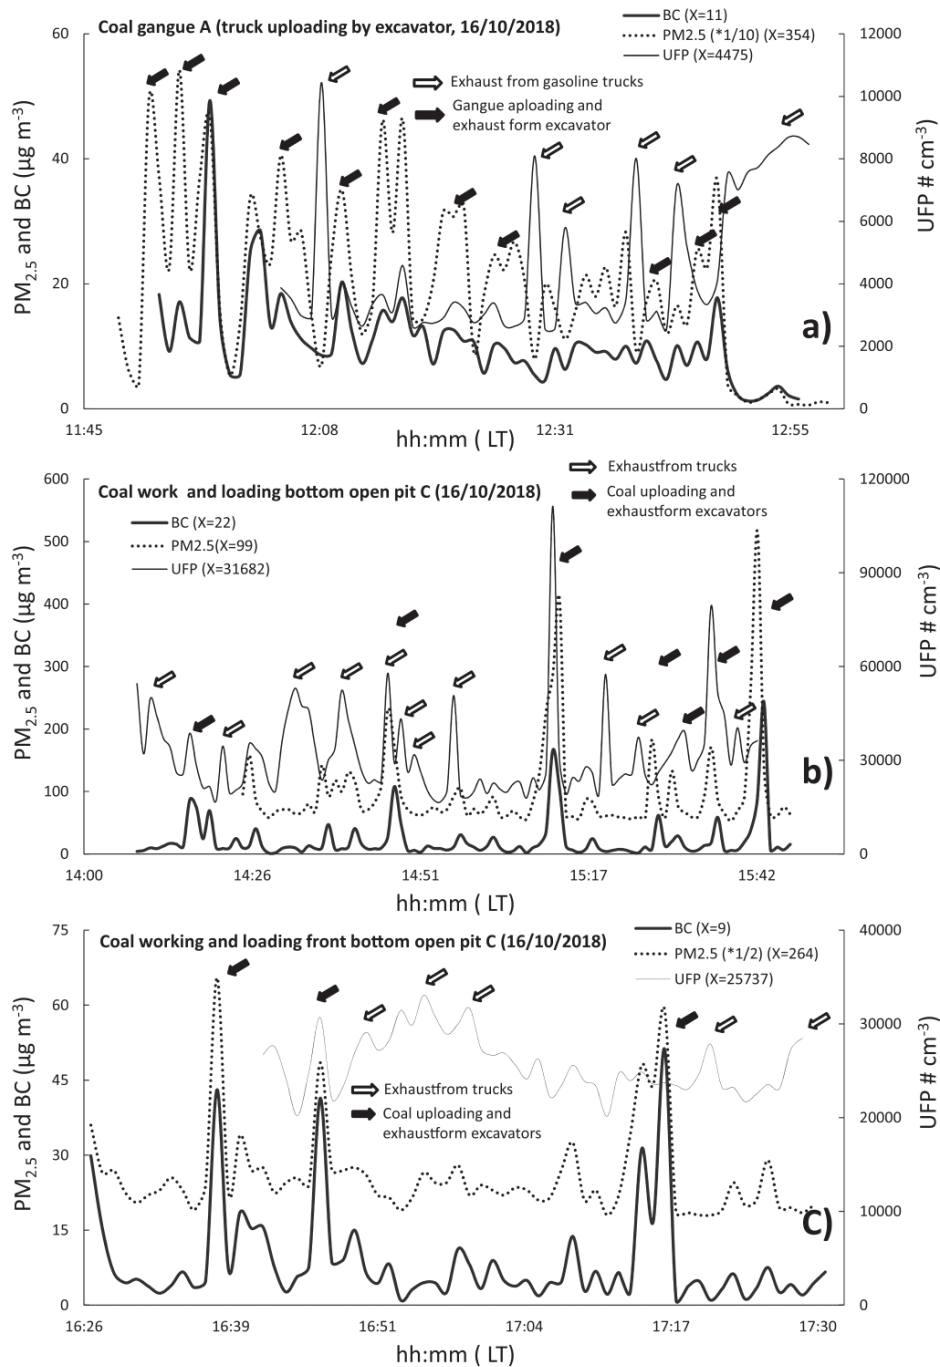 Coal gangue A (truck uploading by excavator, 16/10/2018)
BC (X=11)
PM2.5 (*1/10) (X=354)
UFP (X=4475)
Exhaust from gasoline trucks
Gangue aploading and
exhaust form excavator
PM2.5 and BC (µg m-3)
60
40
20
0
12000
10000
8000
6000
4000
2000
0
UFP # cm-3)
a)
11:45
12:08
12:31
12:55
hh:mm ( LT)
Coal work and loading bottom open pit C (16/10/2018)
BC (X=22)
PM2.5(X=99)
UFP (X=31682)
Exhaustfrom trucks
Coal uploading and
exhaustform excavators
PM2.5 and BC (µg m-3)
600
500
400
300
200
100
0
120000
90000
60000
30000
0
UFP # cm-3)
b)
14:00
14:26
14:51
15:17
15:42
hh:mm ( LT)
Coal working and loading front bottom open pit C (16/10/2018)
BC (X=9)
PM2.5 (*1/2) (X=264)
UFP (X=25737)
Exhaustfrom trucks
Coal uploading and
exhaustform excavators
PM2.5 and BC (µg m-3)
75
60
45
30
15
0
40000
30000
20000
10000
0
UFP # cm-3)
C)
16:26
16:39
16:51
17:04
17:17
17:30
hh:mm ( LT)